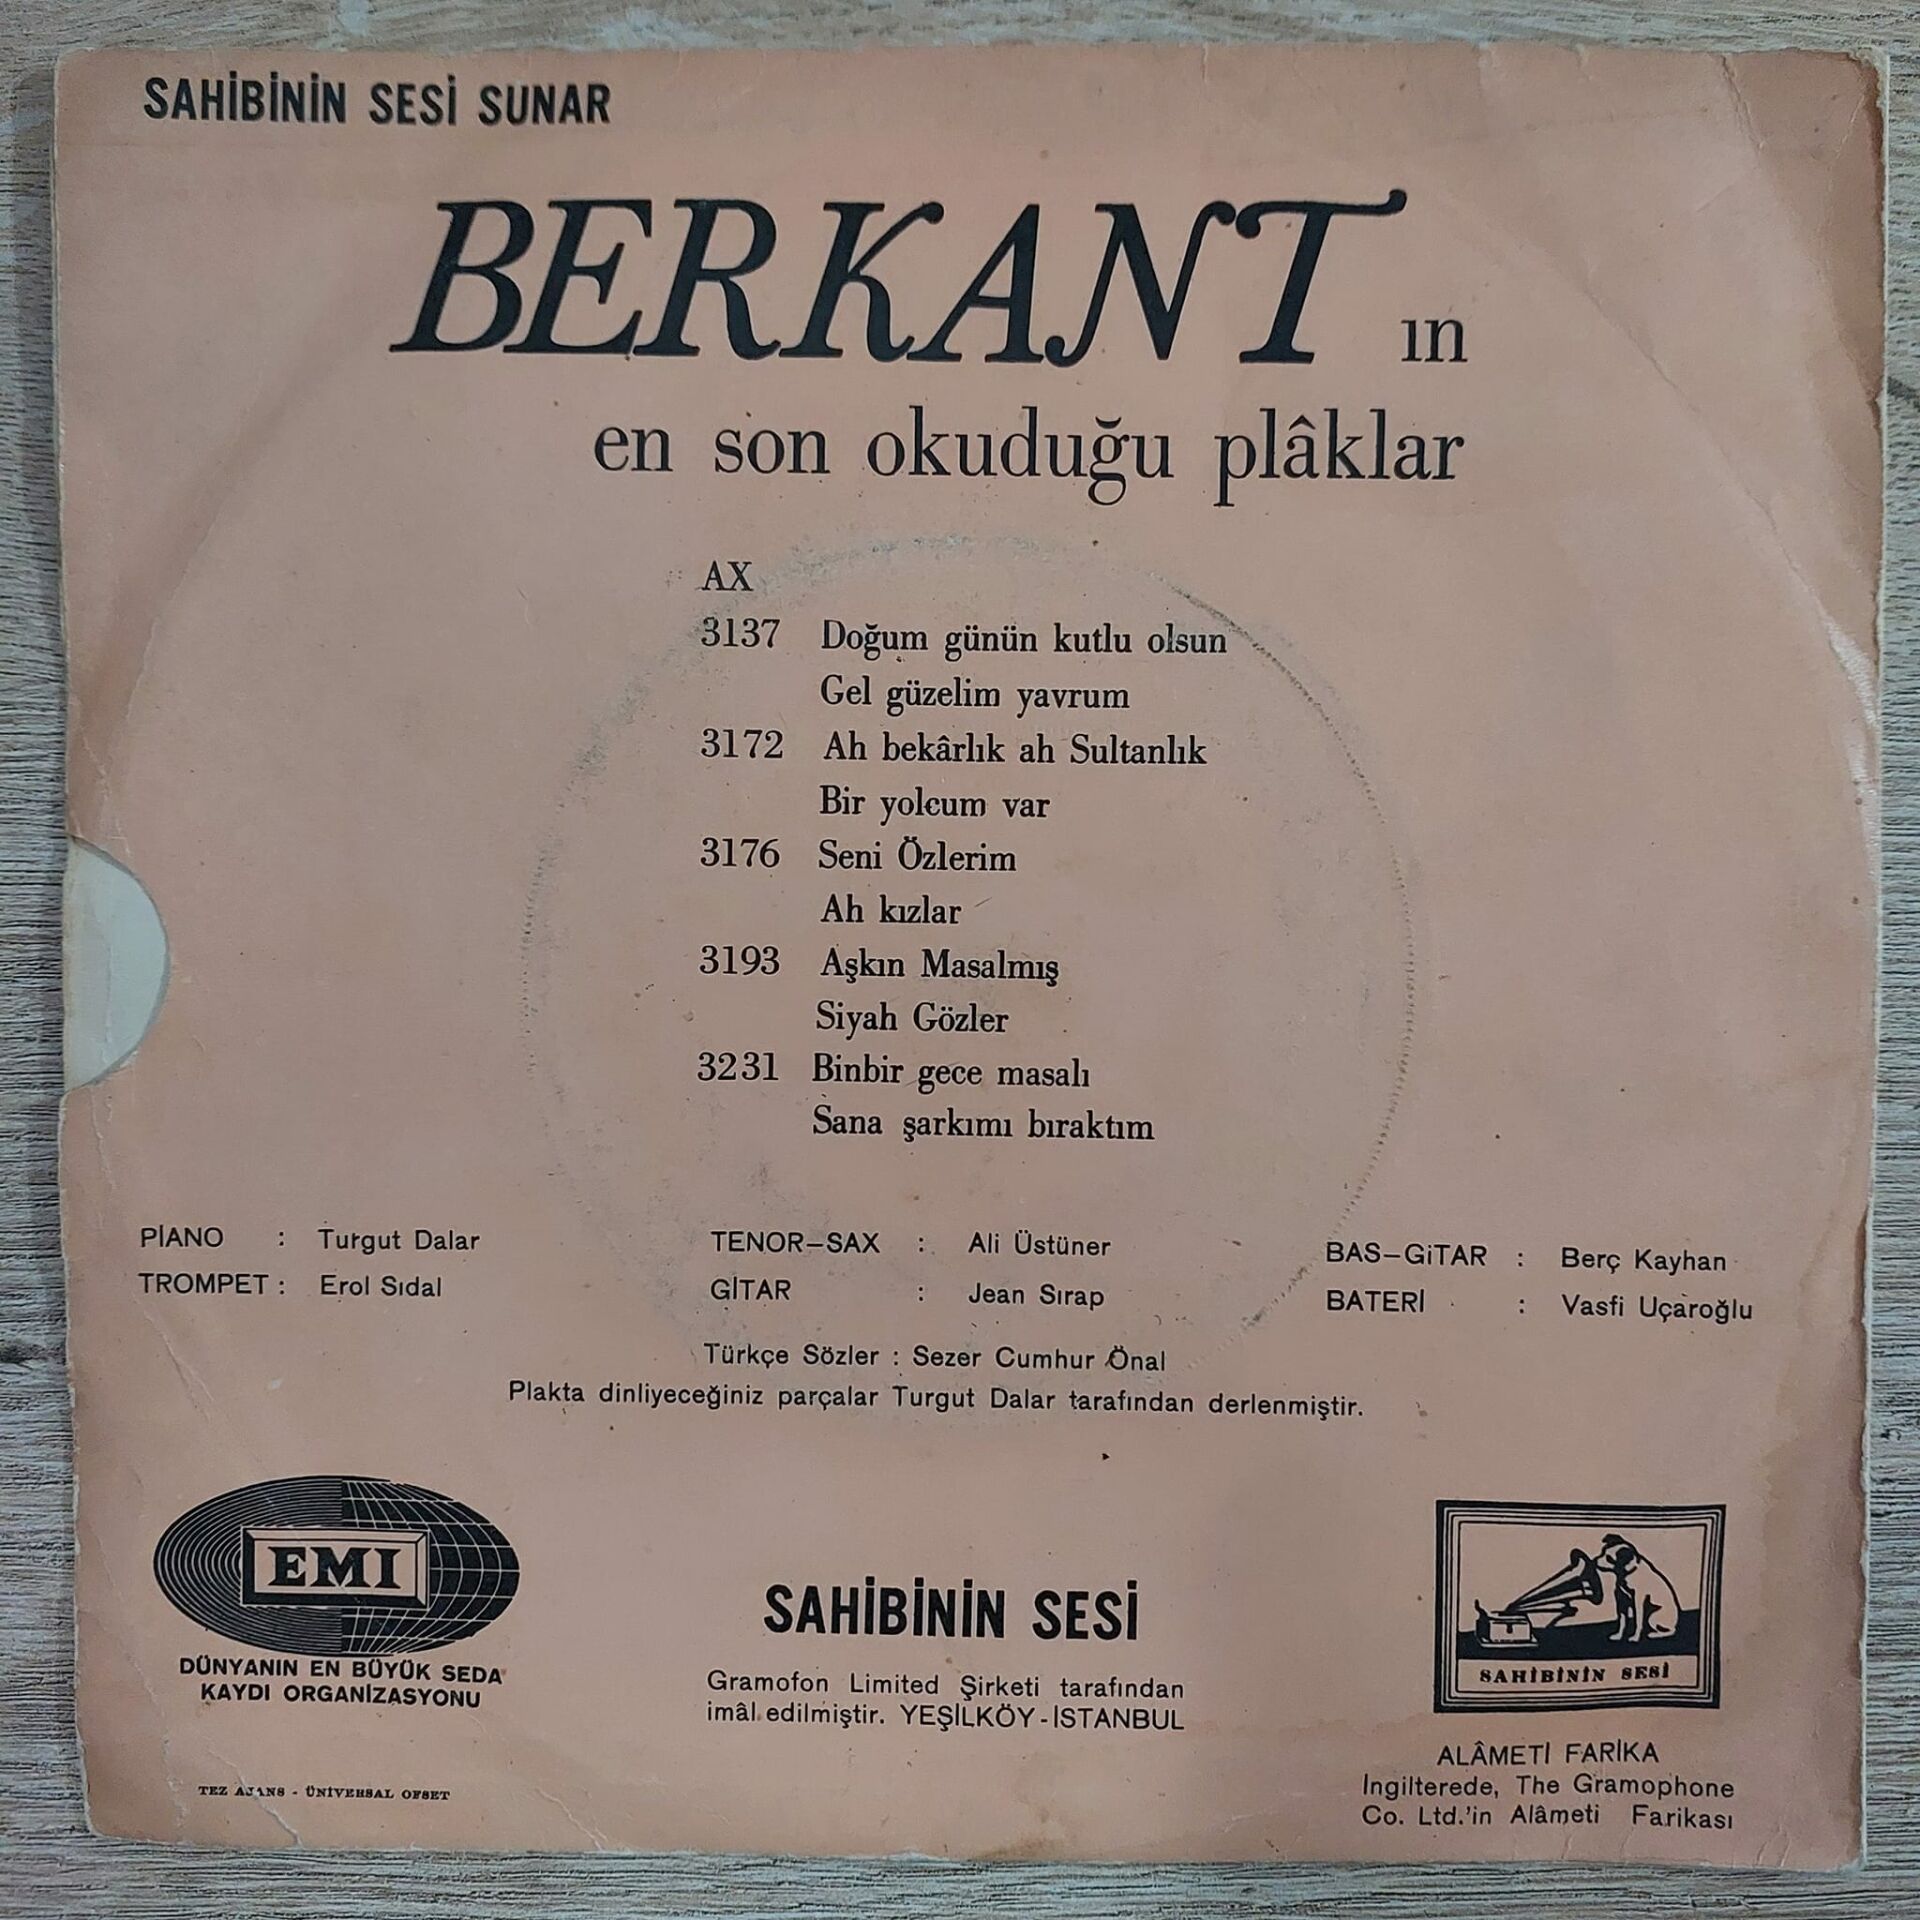 SAHİBİNİN SESİ SUNAR
BERKANT ın
en son okuduğu plâklar
AX
3137 Doğum günün kutlu olsun
Gel güzelim yavrum
3172 Ah bekârlık ah Sultanlık
Bir yolcum var
3176 Seni Özlerim
Ah kızlar
3193 Aşkın Masalmış
Siyah Gözler
3231 Binbir gece masalı
Sana şarkımı bıraktım
PİANO : Turgut Dalar
TROMPET : Erol Sıdal
TENOR-SAX : Ali Üstüner
GİTAR : Jean Sırap
BAS-GİTAR : Berç Kayhan
BATERİ : Vasfi Uçaroğlu
Türkçe Sözler : Sezer Cumhur Önal
Plakta dinliyeceğiniz parçalar Turgut Dalar tarafından derlenmiştir.
EMI
DÜNYANIN EN BÜYÜK SEDA
KAYDI ORGANİZASYONU
TEZ AJANS - ÜNİVERSAL OFSET
SAHİBİNİN SESİ
Gramofon Limited Şirketi tarafından
imâl edilmiştir. YEŞİLKÖY - İSTANBUL
SAHİBİNİN SESİ
ALÂMETİ FARİKA
İngilterede, The Gramophone
Co. Ltd.'in Alâmeti Farikası